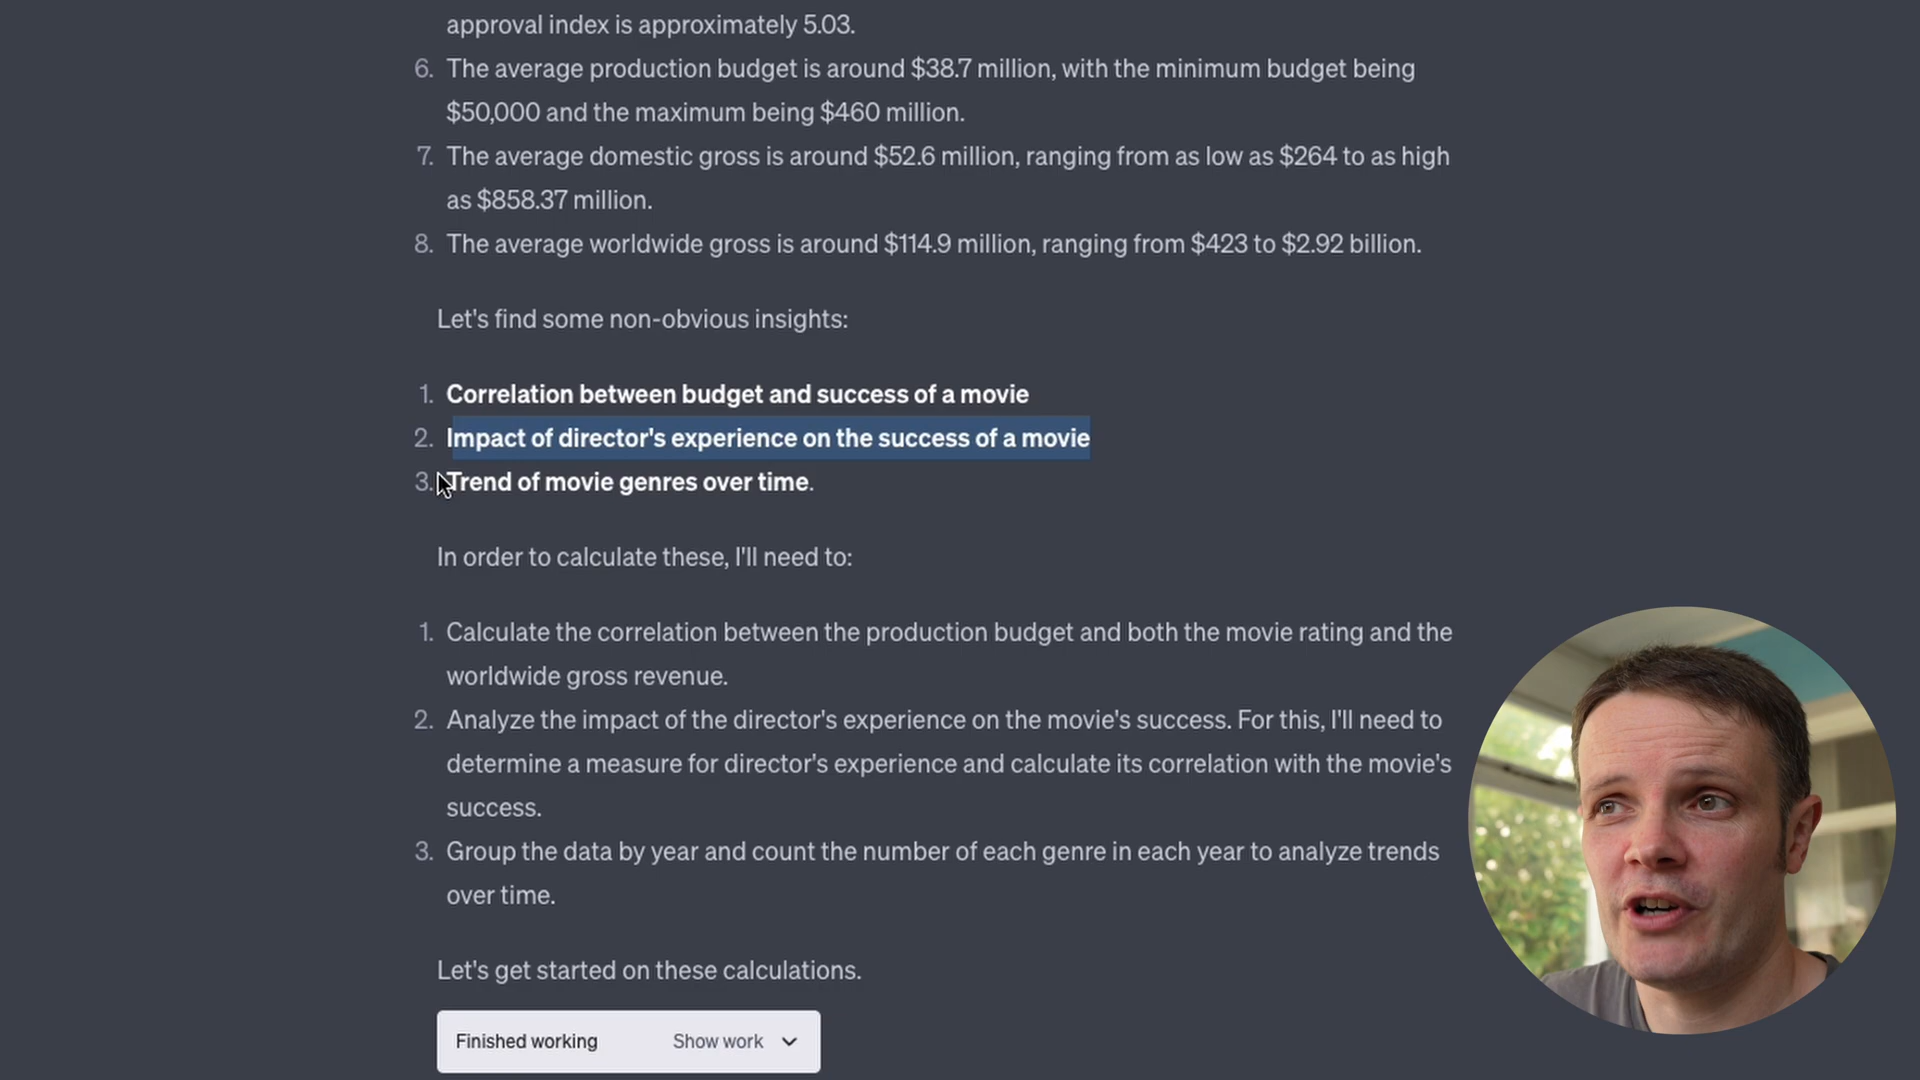 approval index is approximately 5.03.
6. The average production budget is around $38.7 million, with the minimum budget being
$50,000 and the maximum being $460 million.
7. The average domestic gross is around $52.6 million, ranging from as low as $264 to as high
as $858.37 million.
8. The average worldwide gross is around $114.9 million, ranging from $423 to $2.92 billion.
Let's find some non-obvious insights:
1. Correlation between budget and success of a movie
2. Impact of director's experience on the success of a movie
3. Trend of movie genres over time.
In order to calculate these, I'll need to:
1. Calculate the correlation between the production budget and both the movie rating and the
worldwide gross revenue.
2. Analyze the impact of the director's experience on the movie's success. For this, I'll need to
determine a measure for director's experience and calculate its correlation with the movie's
success.
3. Group the data by year and count the number of each genre in each year to analyze trends
over time.
Let's get started on these calculations.
Finished working Show work